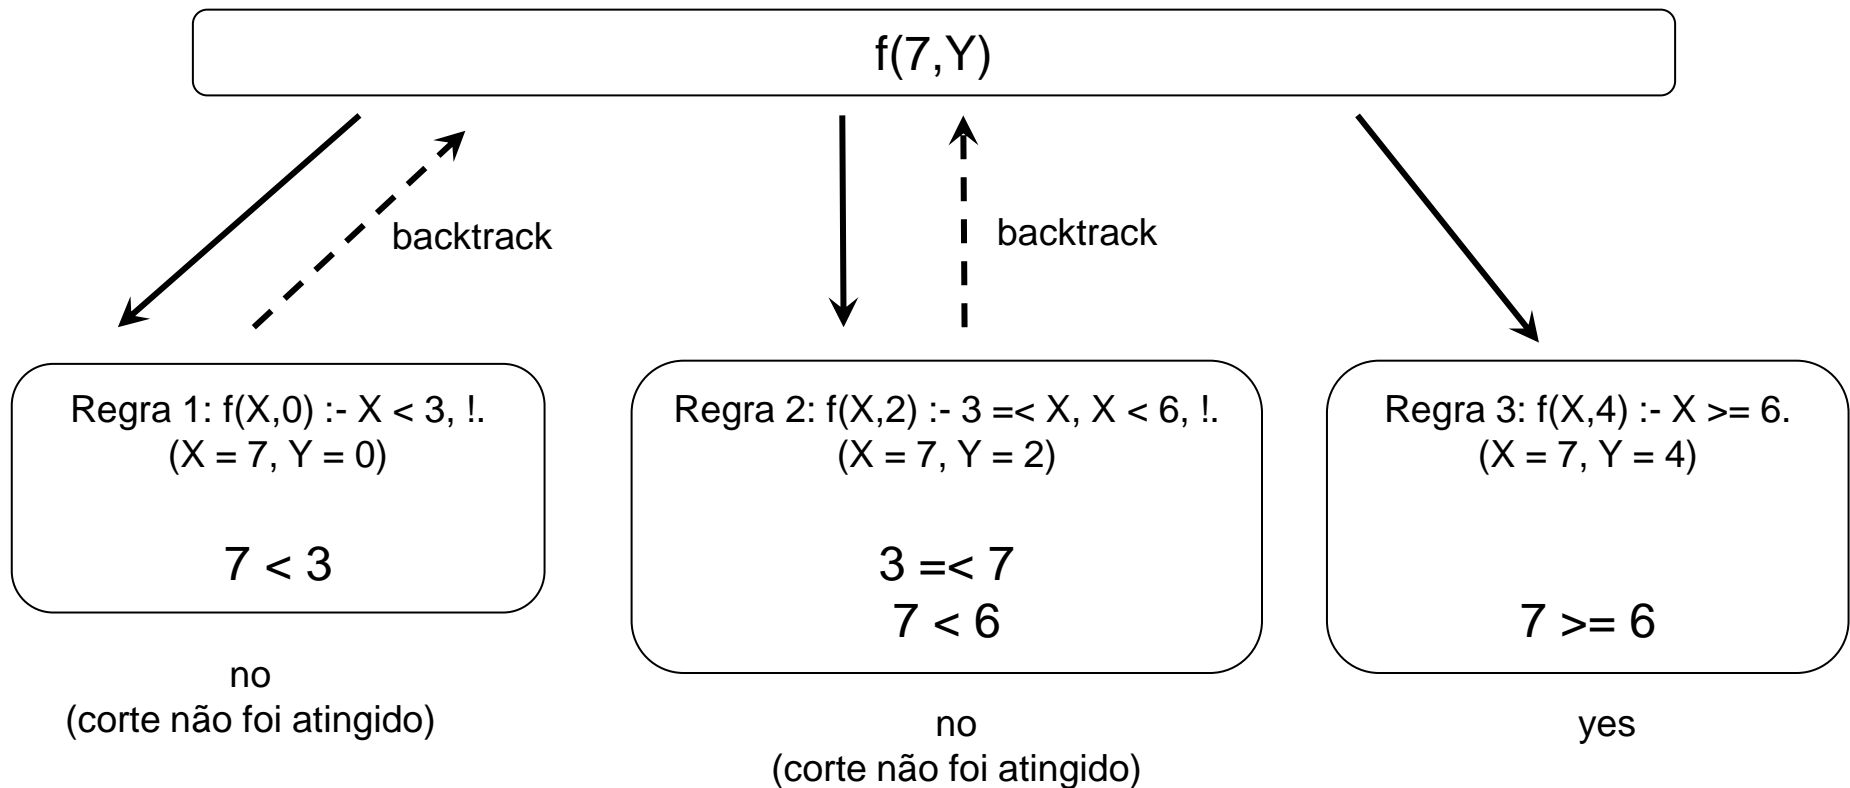 f(7,Y)
backtrack
backtrack
Regra 1: f(X,0) :- X < 3, !.
(X = 7, Y = 0)
7 < 3
no
(corte não foi atingido)
Regra 2: f(X,2) :- 3 =< X, X < 6, !.
(X = 7, Y = 2)
3 =< 7
7 < 6
no
(corte não foi atingido)
Regra 3: f(X,4) :- X >= 6.
(X = 7, Y = 4)
7 >= 6
yes